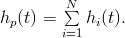 h_p(t) = \sum_{i=1}^{N} h_i(t).